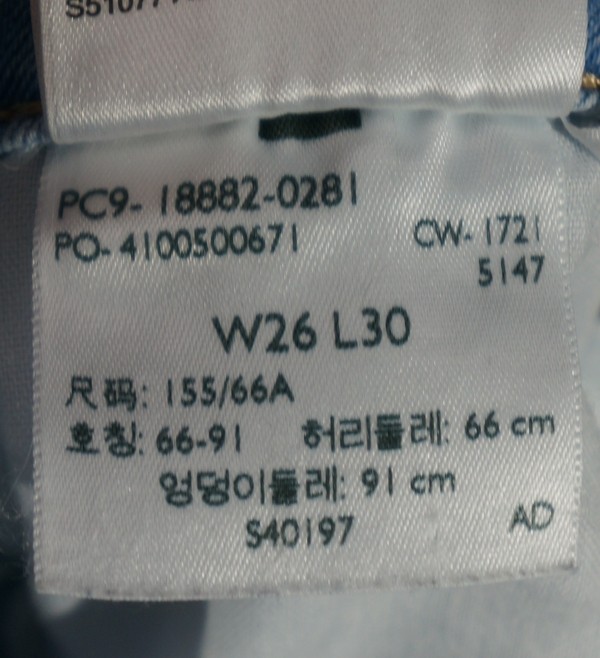 PC9- 18882-0281
PO- 4100500671 CW- 1721
5147
W26 L30
尺码: 155/66A
호칭: 66-91 허리둘레: 66 cm
엉덩이둘레: 91 cm
S40197 AD